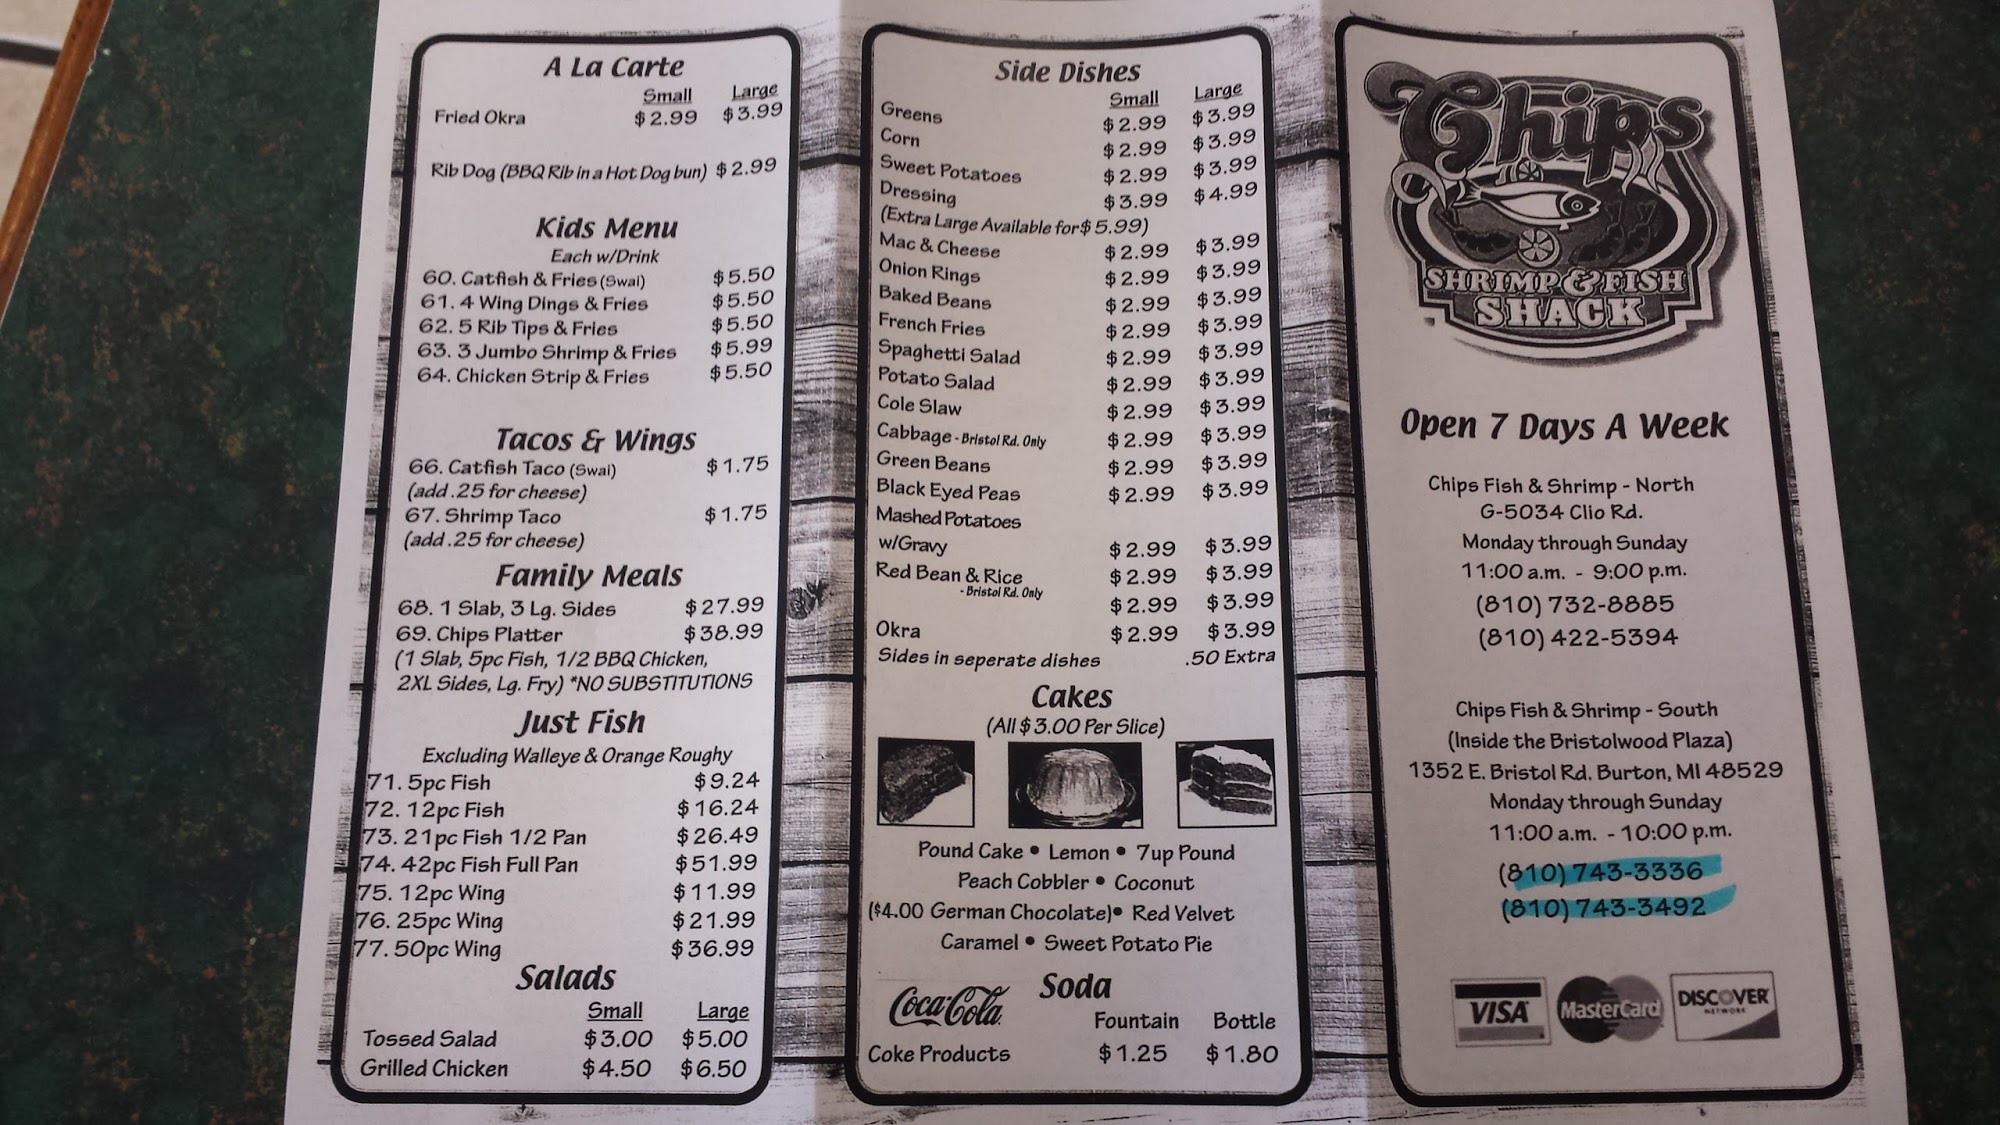 A La Carte
Small Large
Fried Okra $2.99 $3.99
Rib Dog (BBQ Rib in a Hot Dog bun) $2.99
Kids Menu
Each w/Drink
60. Catfish & Fries (Swai) $5.50
61. 4 Wing Dings & Fries $5.50
62. 5 Rib Tips & Fries $5.50
63. 3 Jumbo Shrimp & Fries $5.99
64. Chicken Strip & Fries $5.50
Tacos & Wings
66. Catfish Taco (Swai) $1.75
(add .25 for cheese)
67. Shrimp Taco $1.75
(add .25 for cheese)
Family Meals
68. 1 Slab, 3 Lg. Sides $27.99
69. Chips Platter $38.99
(1 Slab, 5pc Fish, 1/2 BBQ Chicken,
2XL Sides, Lg. Fry) *NO SUBSTITUTIONS
Just Fish
Excluding Walleye & Orange Roughy
71. 5pc Fish $9.24
72. 12pc Fish $16.24
73. 21pc Fish 1/2 Pan $26.49
74. 42pc Fish Full Pan $51.99
75. 12pc Wing $11.99
76. 25pc Wing $21.99
77. 50pc Wing $36.99
Salads
Small Large
Tossed Salad $3.00 $5.00
Grilled Chicken $4.50 $6.50
Side Dishes
Small Large
Greens $2.99 $3.99
Corn $2.99 $3.99
Sweet Potatoes $2.99 $3.99
Dressing $3.99 $4.99
(Extra Large Available for $5.99)
Mac & Cheese $2.99 $3.99
Onion Rings $2.99 $3.99
Baked Beans $2.99 $3.99
French Fries $2.99 $3.99
Spaghetti Salad $2.99 $3.99
Potato Salad $2.99 $3.99
Cole Slaw $2.99 $3.99
Cabbage - Bristol Rd. Only $2.99 $3.99
Green Beans $2.99 $3.99
Black Eyed Peas $2.99 $3.99
Mashed Potatoes
w/Gravy $2.99 $3.99
Red Bean & Rice $2.99 $3.99
- Bristol Rd. Only $2.99 $3.99
Okra $2.99 $3.99
Sides in seperate dishes .50 Extra
Cakes
(All $3.00 Per Slice)
Pound Cake • Lemon • 7up Pound
Peach Cobbler • Coconut
($4.00 German Chocolate)• Red Velvet
Caramel • Sweet Potato Pie
Coca-Cola Soda
Fountain Bottle
Coke Products $1.25 $1.80
Chips
SHRIMP & FISH
SHACK
Open 7 Days A Week
Chips Fish & Shrimp - North
G-5034 Clio Rd.
Monday through Sunday
11:00 a.m. - 9:00 p.m.
(810) 732-8885
(810) 422-5394
Chips Fish & Shrimp - South
(Inside the Bristolwood Plaza)
1352 E. Bristol Rd. Burton, MI 48529
Monday through Sunday
11:00 a.m. - 10:00 p.m.
(810) 743-3336
(810) 743-3492
VISA MasterCard DISCOVER
NETWORK